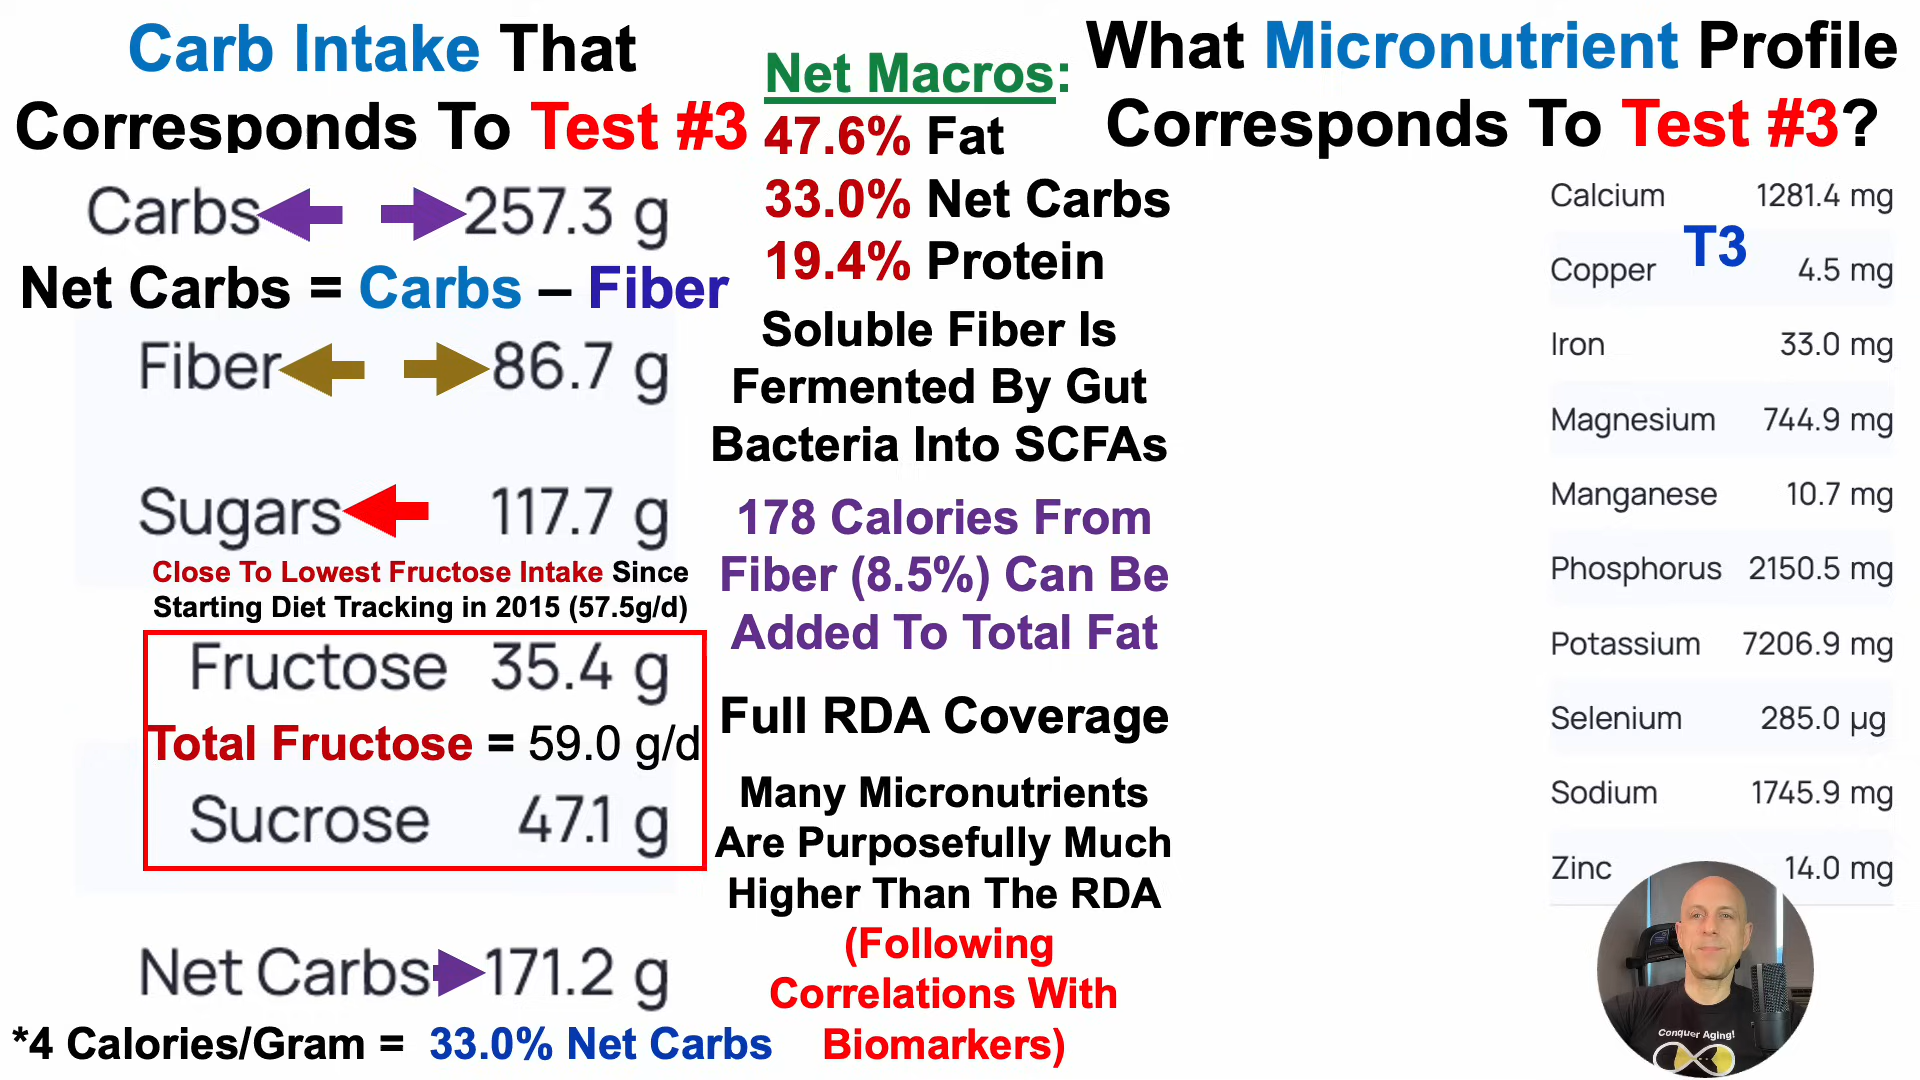 Carb Intake That
Corresponds To Test #3
Carbs 257.3 g
Net Carbs = Carbs – Fiber
Fiber 86.7 g
Sugars 117.7 g
Close To Lowest Fructose Intake Since
Starting Diet Tracking in 2015 (57.5g/d)
Fructose 35.4 g
Total Fructose = 59.0 g/d
Sucrose 47.1 g
Net Carbs 171.2 g
*4 Calories/Gram = 33.0% Net Carbs
Net Macros:
47.6% Fat
33.0% Net Carbs
19.4% Protein
Soluble Fiber Is
Fermented By Gut
Bacteria Into SCFAs
178 Calories From
Fiber (8.5%) Can Be
Added To Total Fat
Full RDA Coverage
Many Micronutrients
Are Purposefully Much
Higher Than The RDA
(Following
Correlations With
Biomarkers)
What Micronutrient Profile
Corresponds To Test #3?
Calcium 1281.4 mg
T3
Copper 4.5 mg
Iron 33.0 mg
Magnesium 744.9 mg
Manganese 10.7 mg
Phosphorus 2150.5 mg
Potassium 7206.9 mg
Selenium 285.0 µg
Sodium 1745.9 mg
Zinc 14.0 mg
Conquer Aging!